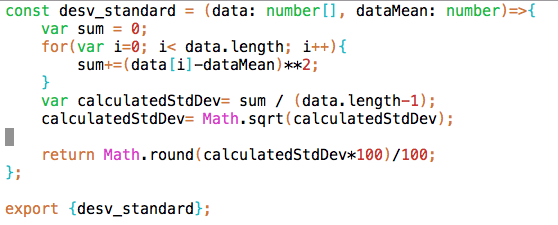 const desv_standard = (data: number[], dataMean: number)=>{
    var sum = 0;
    for(var i=0; i< data.length; i++){
        sum+=(data[i]-dataMean)**2;
    }
    var calculatedStdDev= sum / (data.length-1);
    calculatedStdDev= Math.sqrt(calculatedStdDev);
    return Math.round(calculatedStdDev*100)/100;
};
export {desv_standard};